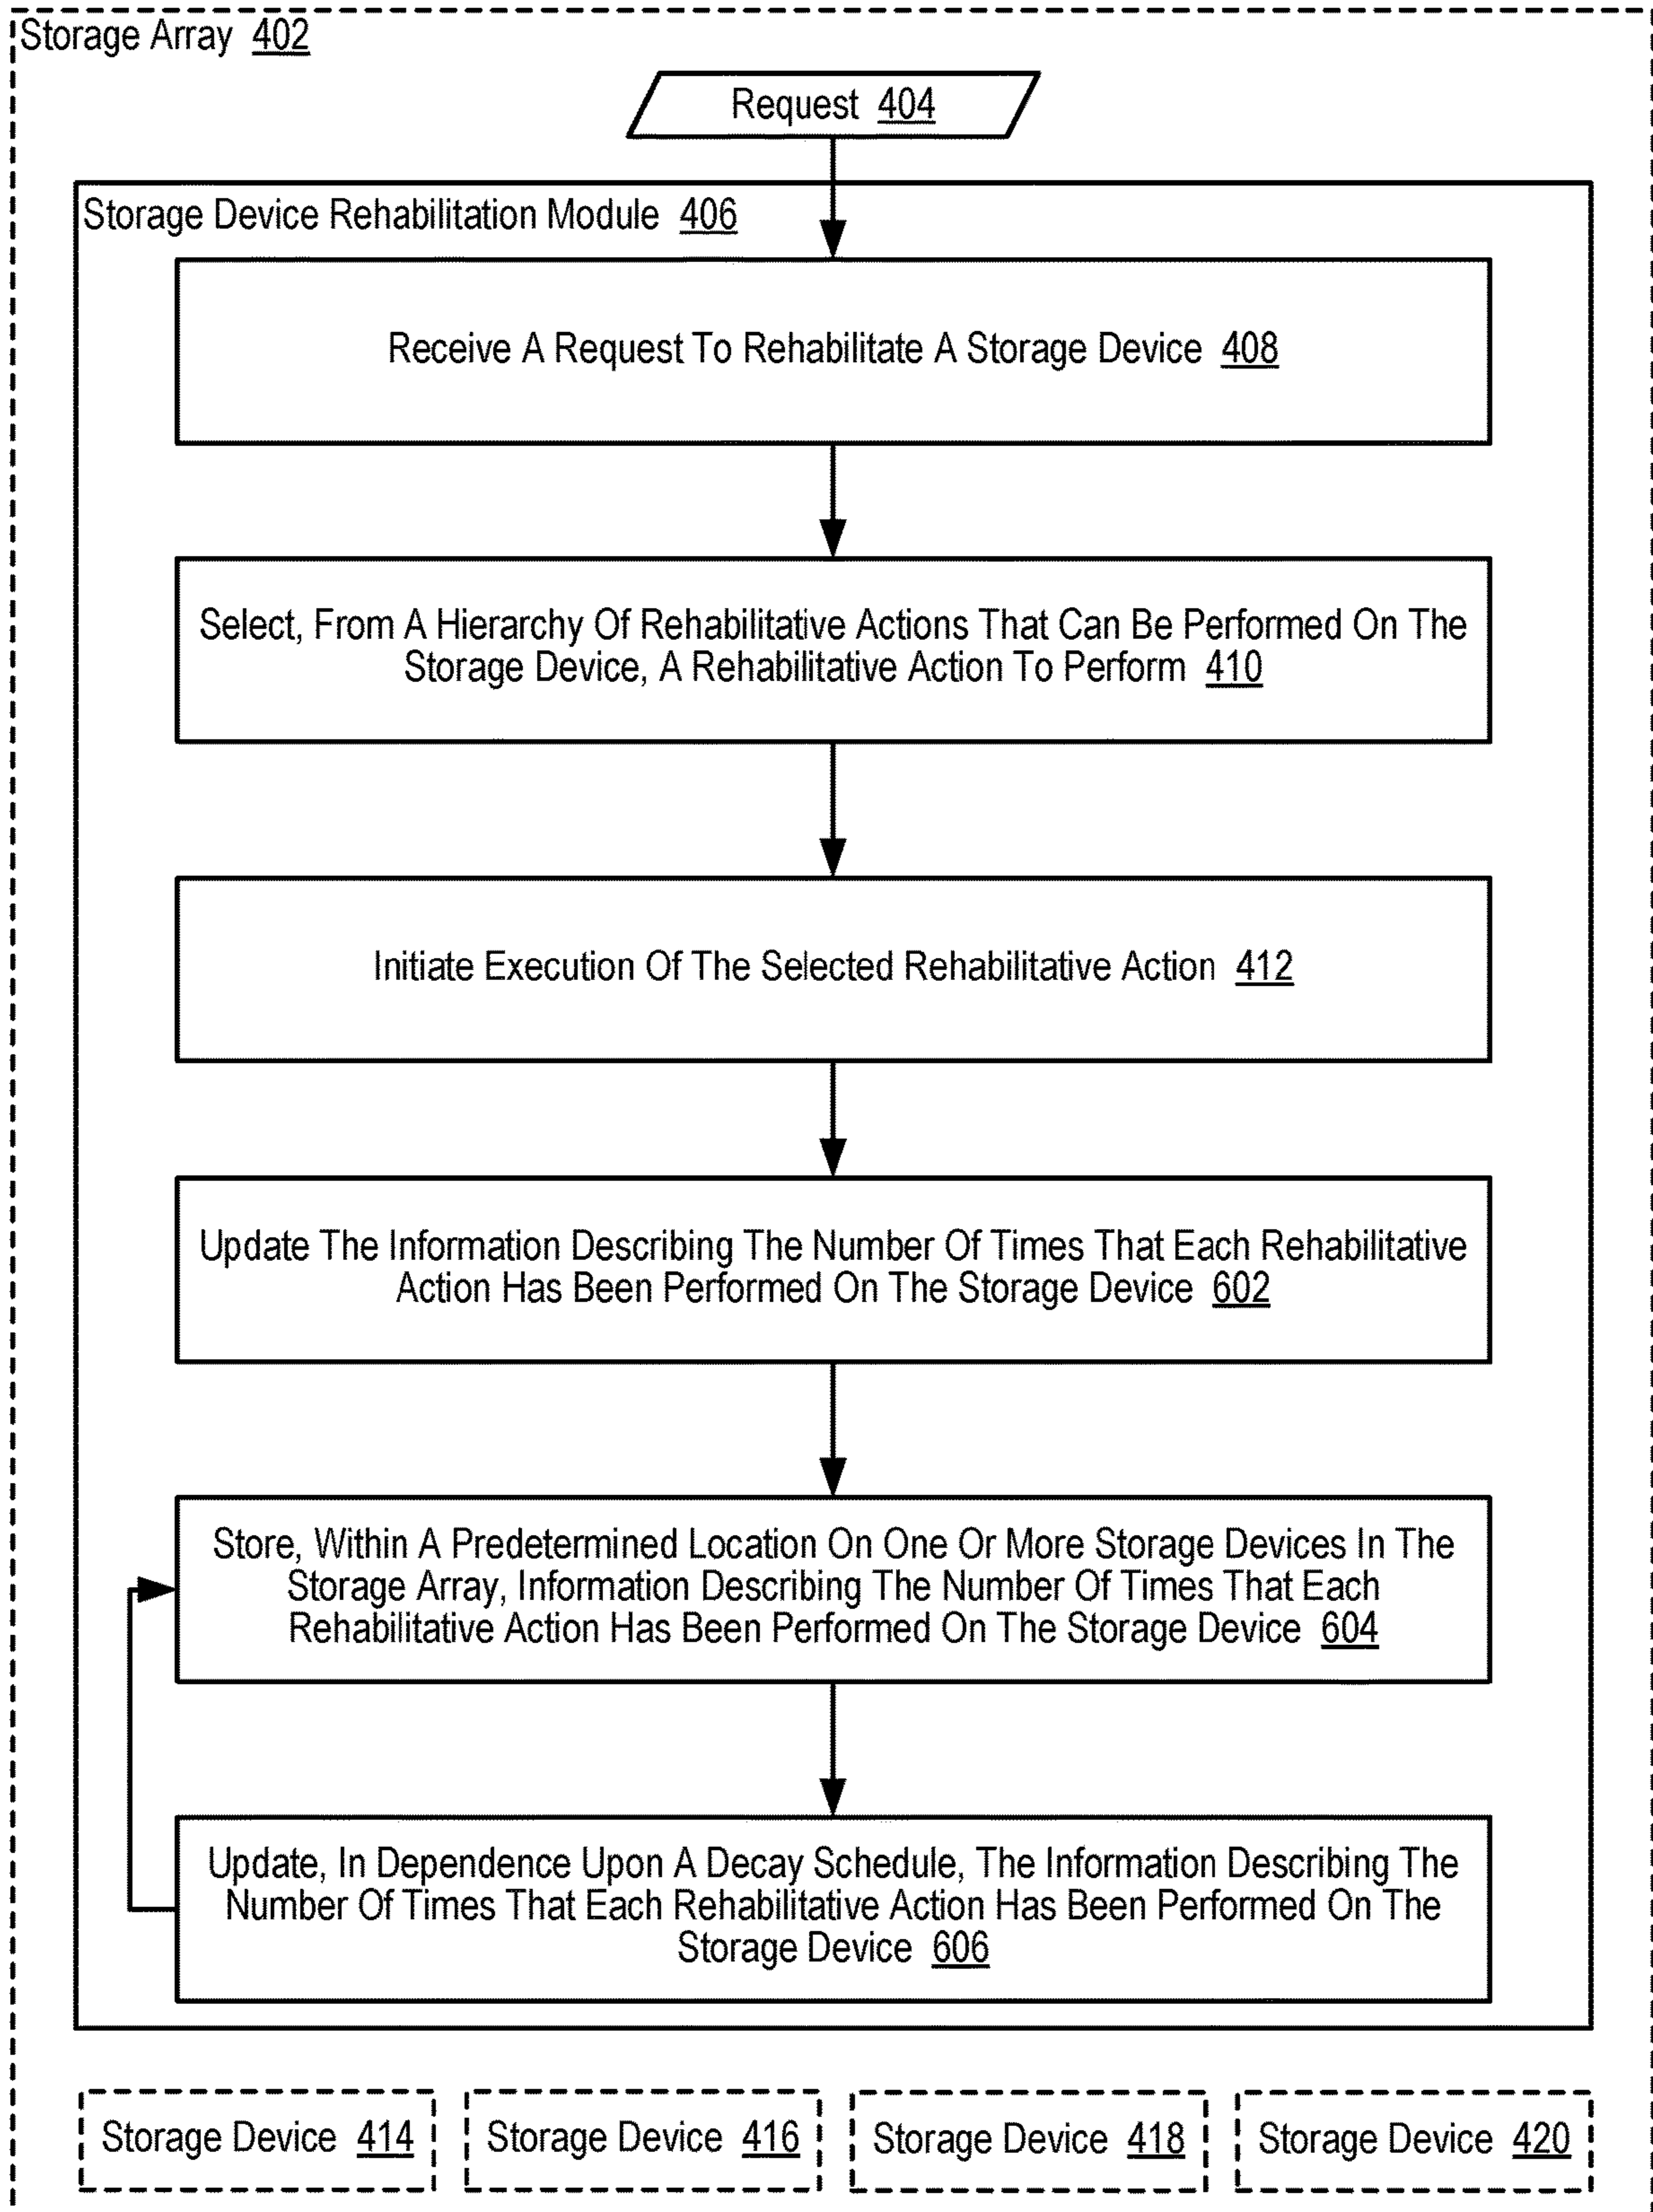 Storage Array 402
Request 404
Storage Device Rehabilitation Module 406
Receive A Request To Rehabilitate A Storage Device 408
Select, From A Hierarchy Of Rehabilitative Actions That Can Be Performed On The
Storage Device, A Rehabilitative Action To Perform 410
Initiate Execution Of The Selected Rehabilitative Action 412
Update The Information Describing The Number Of Times That Each Rehabilitative
Action Has Been Performed On The Storage Device 602
Store, Within A Predetermined Location On One Or More Storage Devices In The
Storage Array, Information Describing The Number Of Times That Each
Rehabilitative Action Has Been Performed On The Storage Device 604
Update, In Dependence Upon A Decay Schedule, The Information Describing The
Number Of Times That Each Rehabilitative Action Has Been Performed On The
Storage Device 606
Storage Device 414
Storage Device 416
Storage Device 418
Storage Device 420